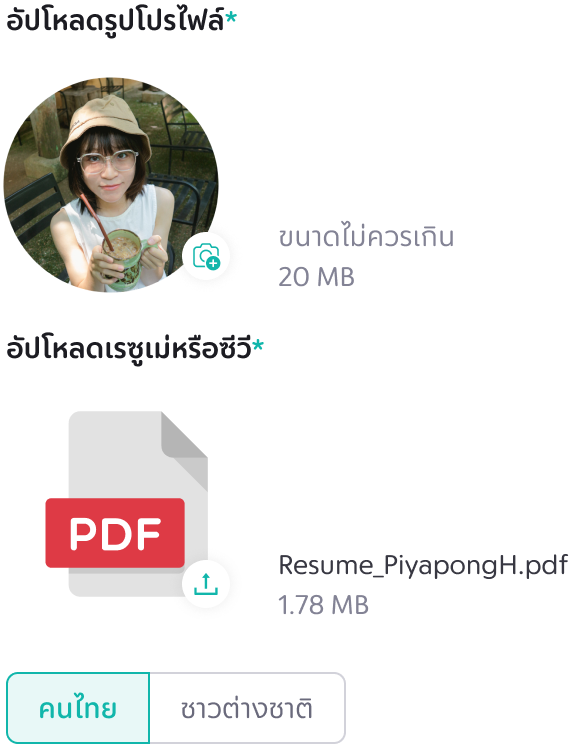 อัปโหลดรูปโปรไฟล์*
ขนาดไม่ควรเกิน
20 MB
อัปโหลดเรซูเม่หรือซีวี*
PDF
Resume_PiyapongH.pdf
1.78 MB
คนไทย
ชาวต่างชาติ